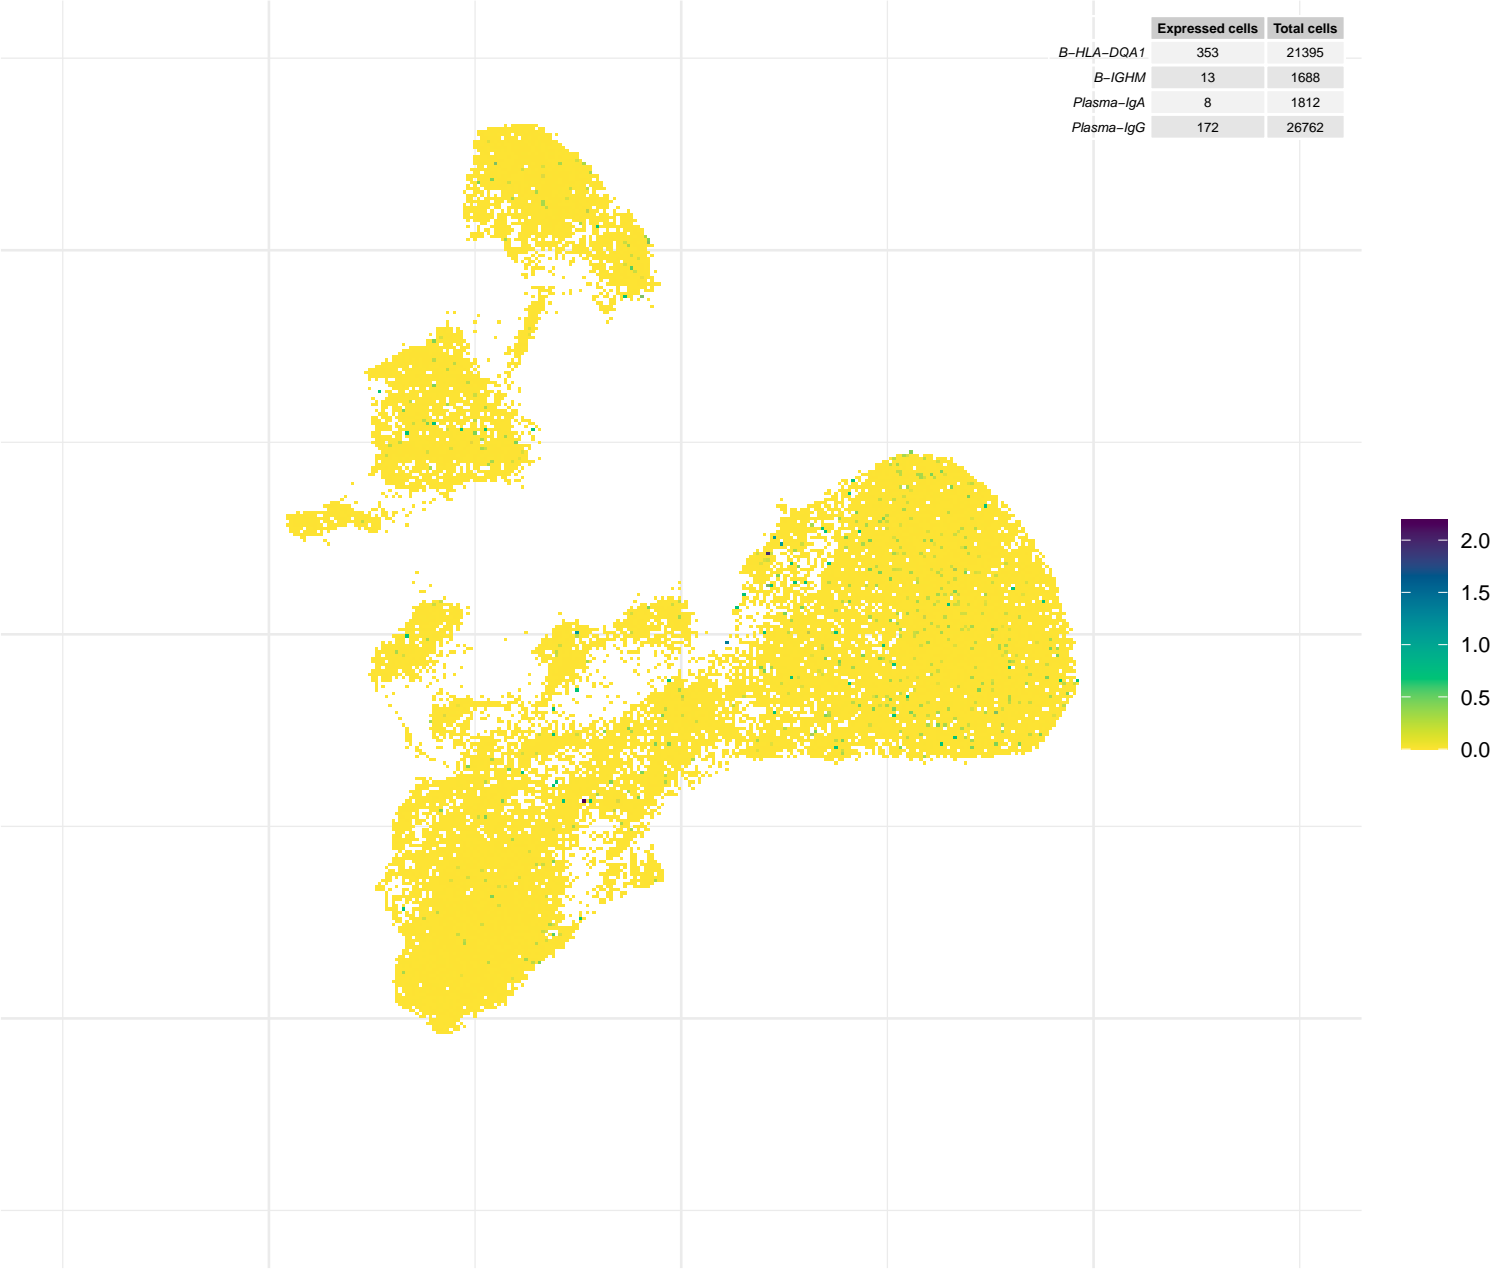 Expressed cells Total cells
B−HLA−DQA1 353 21395
B−IGHM 13 1688
Plasma−IgA 8 1812
Plasma−IgG 172 26762
2.0
1.5
1.0
0.5
0.0